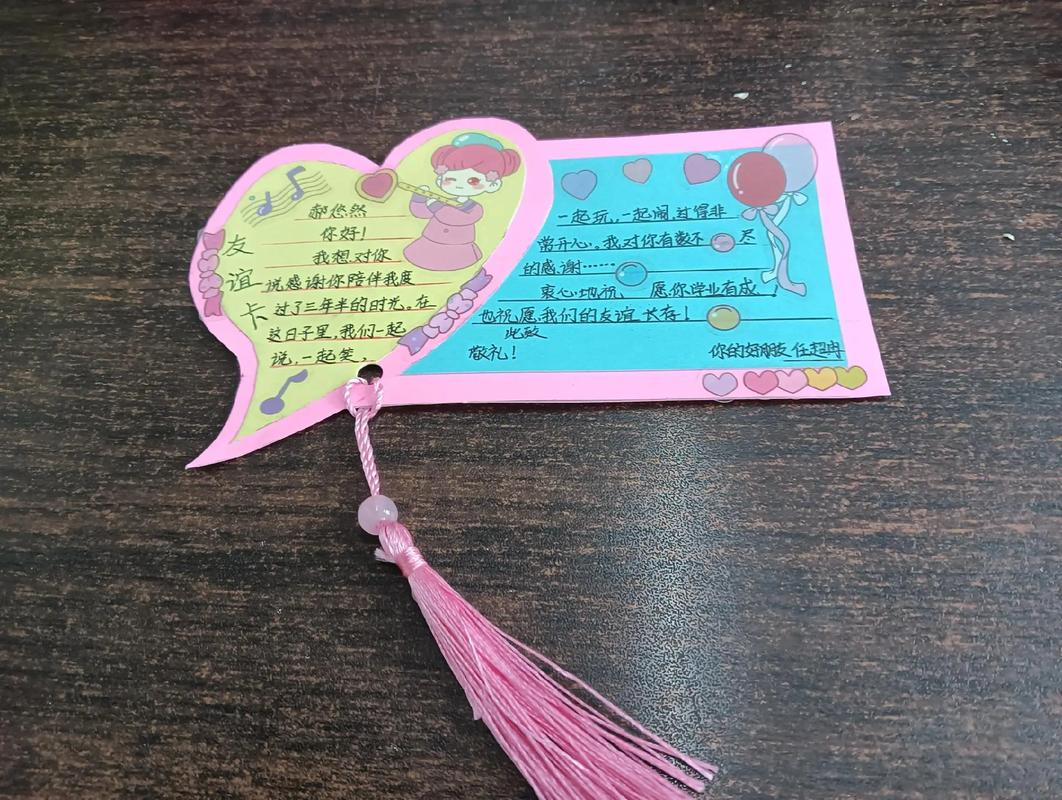 友谊卡
郝悠然
你好！
我想对你
说感谢你陪伴我度
过了三年半的时光。在
这日子里，我们一起
说，一起笑，
一起玩，一起闹，过得非
常开心。我对你有数不尽
的感谢……
衷心地祝愿你学业有成，
也祝愿我们的友谊长存！
此致
敬礼！
你的好朋友任超冉